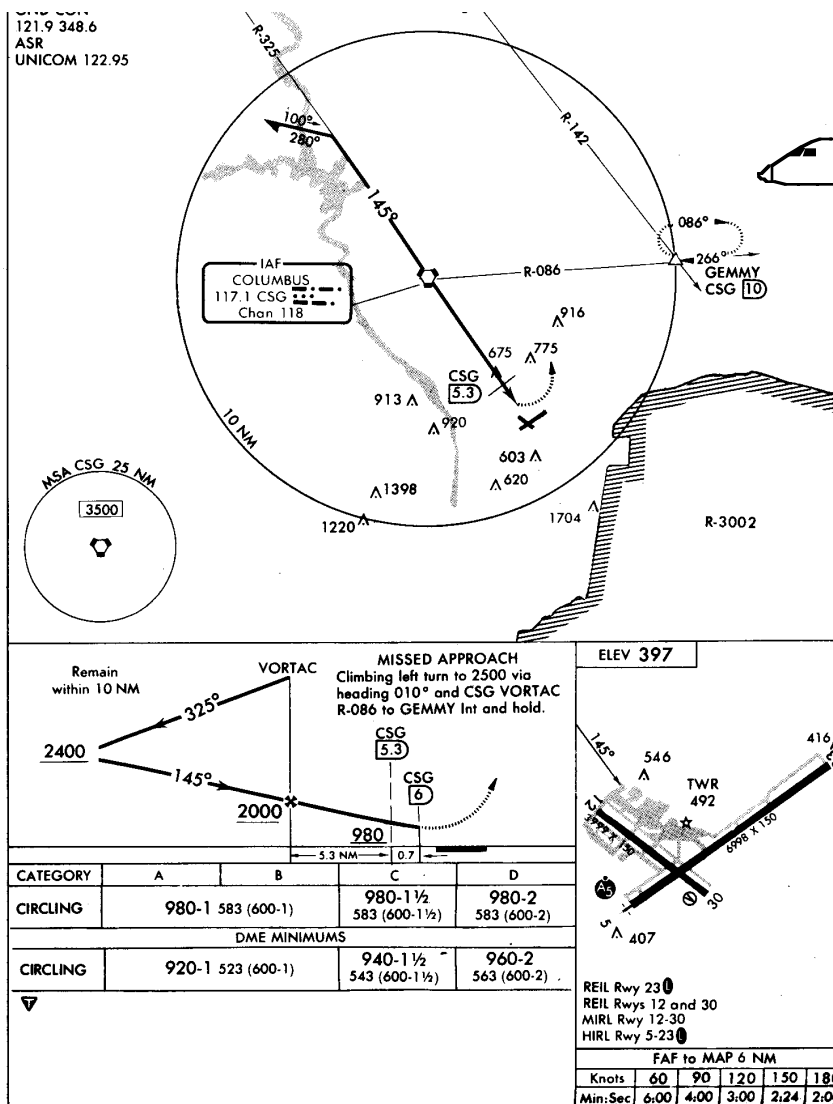 121.9 348.6
ASR
UNICOM 122.95
R-325
R-142
100°
280°
145°
086°
266°
GEMMY
CSG 10
R-086
IAF
COLUMBUS
117.1 CSG
Chan 118
916
775
675
CSG
5.3
913
920
10 NM
603
620
1398
1220
1704
R-3002
MSA CSG 25 NM
3500
Remain
within 10 NM
VORTAC
MISSED APPROACH
Climbing left turn to 2500 via
heading 010° and CSG VORTAC
R-086 to GEMMY Int and hold.
325°
2400
145°
2000
CSG
5.3
CSG
6
980
5.3 NM 0.7
CATEGORY A B C D
CIRCLING 980-1 583 (600-1) 980-1½ 583 (600-1½) 980-2 583 (600-2)
DME MINIMUMS
CIRCLING 920-1 523 (600-1) 940-1½ 543 (600-1½) 960-2 563 (600-2)
T
ELEV 397
145°
546
416
TWR
492
12
3999 X 150
6998 X 150
A5
30
5
407
REIL Rwy 23 L
REIL Rwys 12 and 30
MIRL Rwy 12-30
HIRL Rwy 5-23 L
FAF to MAP 6 NM
Knots 60 90 120 150
Min:Sec 6:00 4:00 3:00 2:24